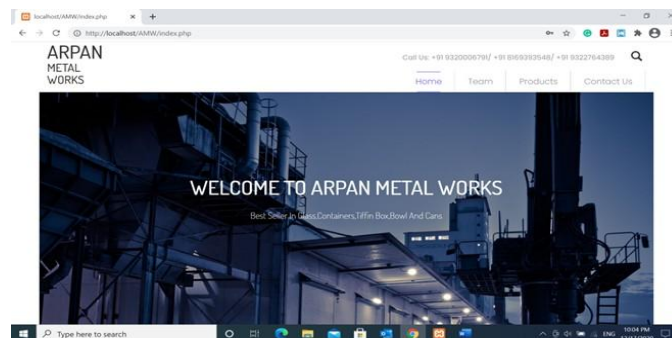 localhost/AMW/index.php
http://localhost/AMW/index.php
ARPAN
METAL
WORKS
Call Us: +91 9320006791/ +91 8169393548/ +91 9322764389
Home Team Products Contact Us
WELCOME TO ARPAN METAL WORKS
Best Seller In Glass,Containers,Tiffin Box,Bowl And Cans.
Type here to search
ENG
10:04 PM